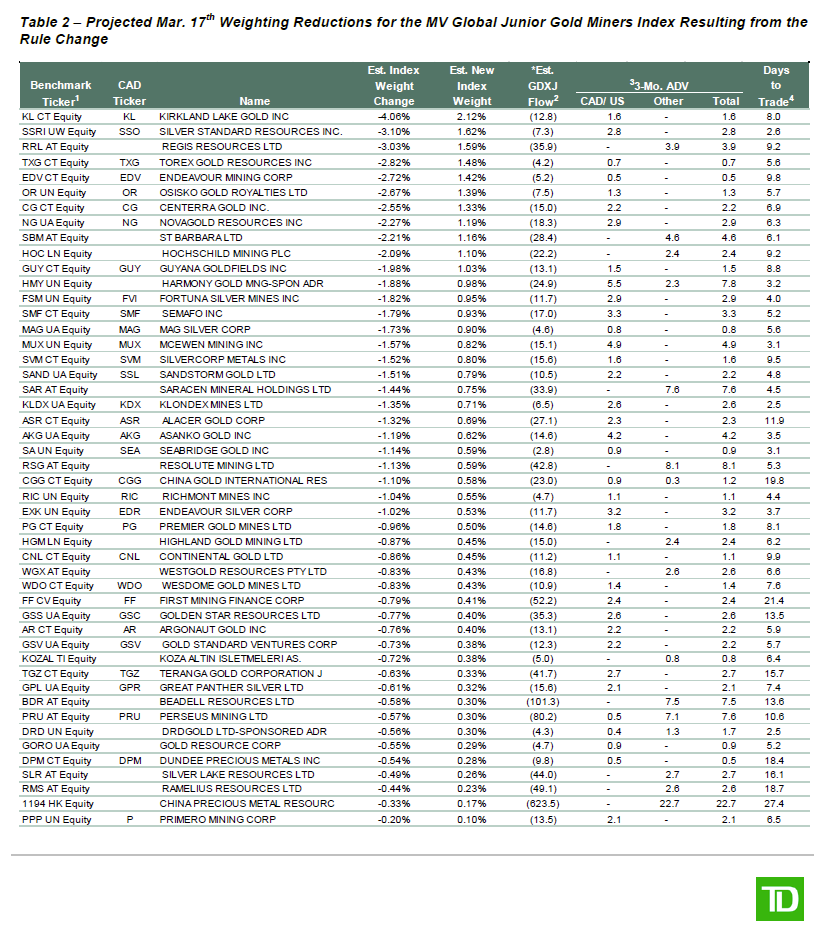 Table 2 – Projected Mar. 17th Weighting Reductions for the MV Global Junior Gold Miners Index Resulting from the
Rule Change
Benchmark Ticker1 CAD Ticker Name Est. Index Weight Change Est. New Index Weight *Est. GDXJ Flow2 33-Mo. ADV CAD/ US Other Total Days to Trade4
KL CT Equity KL KIRKLAND LAKE GOLD INC -4.06% 2.12% (12.8) 1.6 - 1.6 8.0
SSRI UW Equity SSO SILVER STANDARD RESOURCES INC. -3.10% 1.62% (7.3) 2.8 - 2.8 2.6
RRL AT Equity REGIS RESOURCES LTD -3.03% 1.59% (35.9) - 3.9 3.9 9.2
TXG CT Equity TXG TOREX GOLD RESOURCES INC -2.82% 1.48% (4.2) 0.7 - 0.7 5.6
EDV CT Equity EDV ENDEAVOUR MINING CORP -2.72% 1.42% (5.2) 0.5 - 0.5 9.8
OR UN Equity OR OSISKO GOLD ROYALTIES LTD -2.67% 1.39% (7.5) 1.3 - 1.3 5.7
CG CT Equity CG CENTERRA GOLD INC. -2.55% 1.33% (15.0) 2.2 - 2.2 6.9
NG UA Equity NG NOVAGOLD RESOURCES INC -2.27% 1.19% (18.3) 2.9 - 2.9 6.3
SBM AT Equity ST BARBARA LTD -2.21% 1.16% (28.4) - 4.6 4.6 6.1
HOC LN Equity HOCHSCHILD MINING PLC -2.09% 1.10% (22.2) - 2.4 2.4 9.2
GUY CT Equity GUY GUYANA GOLDFIELDS INC -1.98% 1.03% (13.1) 1.5 - 1.5 8.8
HMY UN Equity HARMONY GOLD MNG-SPON ADR -1.88% 0.98% (24.9) 5.5 2.3 7.8 3.2
FSM UN Equity FVI FORTUNA SILVER MINES INC -1.82% 0.95% (11.7) 2.9 - 2.9 4.0
SMF CT Equity SMF SEMAFO INC -1.79% 0.93% (17.0) 3.3 - 3.3 5.2
MAG UA Equity MAG MAG SILVER CORP -1.73% 0.90% (4.6) 0.8 - 0.8 5.6
MUX UN Equity MUX MCEWEN MINING INC -1.57% 0.82% (15.1) 4.9 - 4.9 3.1
SVM CT Equity SVM SILVERCORP METALS INC -1.52% 0.80% (15.6) 1.6 - 1.6 9.5
SAND UA Equity SSL SANDSTORM GOLD LTD -1.51% 0.79% (10.5) 2.2 - 2.2 4.8
SAR AT Equity SARACEN MINERAL HOLDINGS LTD -1.44% 0.75% (33.9) - 7.6 7.6 4.5
KLDX UA Equity KDX KLONDEX MINES LTD -1.35% 0.71% (6.5) 2.6 - 2.6 2.5
ASR CT Equity ASR ALACER GOLD CORP -1.32% 0.69% (27.1) 2.3 - 2.3 11.9
AKG UA Equity AKG ASANKO GOLD INC -1.19% 0.62% (14.6) 4.2 - 4.2 3.5
SA UN Equity SEA SEABRIDGE GOLD INC -1.14% 0.59% (2.8) 0.9 - 0.9 3.1
RSG AT Equity RESOLUTE MINING LTD -1.13% 0.59% (42.8) - 8.1 8.1 5.3
CGG CT Equity CGG CHINA GOLD INTERNATIONAL RES -1.10% 0.58% (23.0) 0.9 0.3 1.2 19.8
RIC UN Equity RIC RICHMONT MINES INC -1.04% 0.55% (4.7) 1.1 - 1.1 4.4
EXK UN Equity EDR ENDEAVOUR SILVER CORP -1.02% 0.53% (11.7) 3.2 - 3.2 3.7
PG CT Equity PG PREMIER GOLD MINES LTD -0.96% 0.50% (14.6) 1.8 - 1.8 8.1
HGM LN Equity HIGHLAND GOLD MINING LTD -0.87% 0.45% (15.0) - 2.4 2.4 6.2
CNL CT Equity CNL CONTINENTAL GOLD LTD -0.86% 0.45% (11.2) 1.1 - 1.1 9.9
WGX AT Equity WESTGOLD RESOURCES PTY LTD -0.83% 0.43% (16.8) - 2.6 2.6 6.6
WDO CT Equity WDO WESDOME GOLD MINES LTD -0.83% 0.43% (10.9) 1.4 - 1.4 7.6
FF CV Equity FF FIRST MINING FINANCE CORP -0.79% 0.41% (52.2) 2.4 - 2.4 21.4
GSS UA Equity GSC GOLDEN STAR RESOURCES LTD -0.77% 0.40% (35.3) 2.6 - 2.6 13.5
AR CT Equity AR ARGONAUT GOLD INC -0.76% 0.40% (13.1) 2.2 - 2.2 5.9
GSV UA Equity GSV GOLD STANDARD VENTURES CORP -0.73% 0.38% (12.3) 2.2 - 2.2 5.7
KOZAL TI Equity KOZA ALTIN ISLETMELERI AS. -0.72% 0.38% (5.0) - 0.8 0.8 6.4
TGZ CT Equity TGZ TERANGA GOLD CORPORATION J -0.63% 0.33% (41.7) 2.7 - 2.7 15.7
GPL UA Equity GPR GREAT PANTHER SILVER LTD -0.61% 0.32% (15.6) 2.1 - 2.1 7.4
BDR AT Equity BEADELL RESOURCES LTD -0.58% 0.30% (101.3) - 7.5 7.5 13.6
PRU AT Equity PRU PERSEUS MINING LTD -0.57% 0.30% (80.2) 0.5 7.1 7.6 10.6
DRD UN Equity DRDGOLD LTD-SPONSORED ADR -0.56% 0.30% (4.3) 0.4 1.3 1.7 2.5
GORO UA Equity GOLD RESOURCE CORP -0.55% 0.29% (4.7) 0.9 - 0.9 5.2
DPM CT Equity DPM DUNDEE PRECIOUS METALS INC -0.54% 0.28% (9.8) 0.5 - 0.5 18.4
SLR AT Equity SILVER LAKE RESOURCES LTD -0.49% 0.26% (44.0) - 2.7 2.7 16.1
RMS AT Equity RAMELIUS RESOURCES LTD -0.44% 0.23% (49.1) - 2.6 2.6 18.7
1194 HK Equity CHINA PRECIOUS METAL RESOURC -0.33% 0.17% (623.5) - 22.7 22.7 27.4
PPP UN Equity P PRIMERO MINING CORP -0.20% 0.10% (13.5) 2.1 - 2.1 6.5
TD